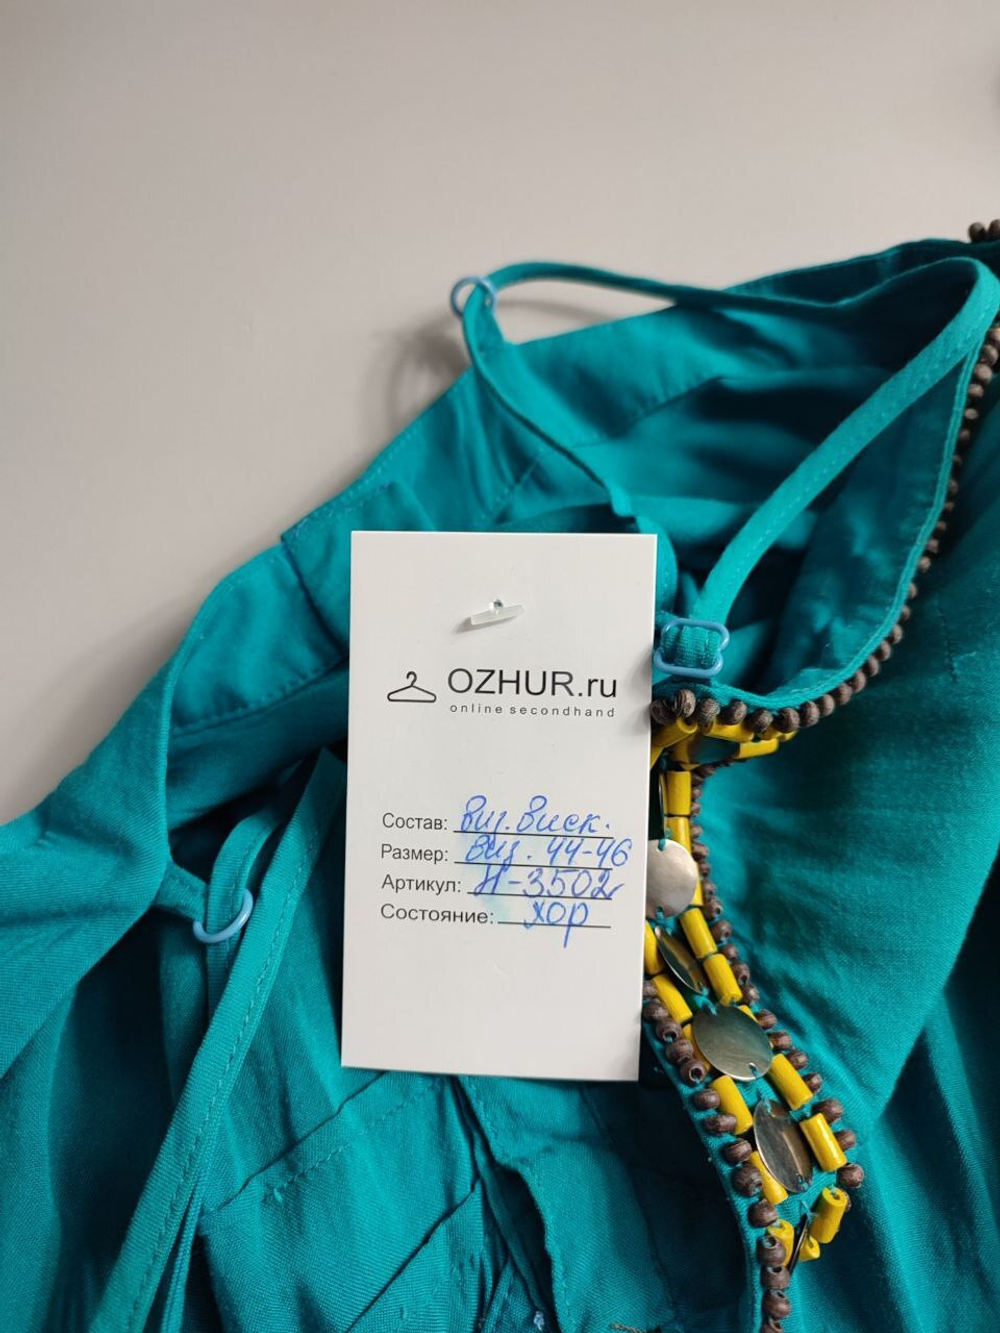 OZHUR.ru
online secondhand
Состав: виз. виск.
Размер: виз. 44-46
Артикул: Н-3502
Состояние: хор